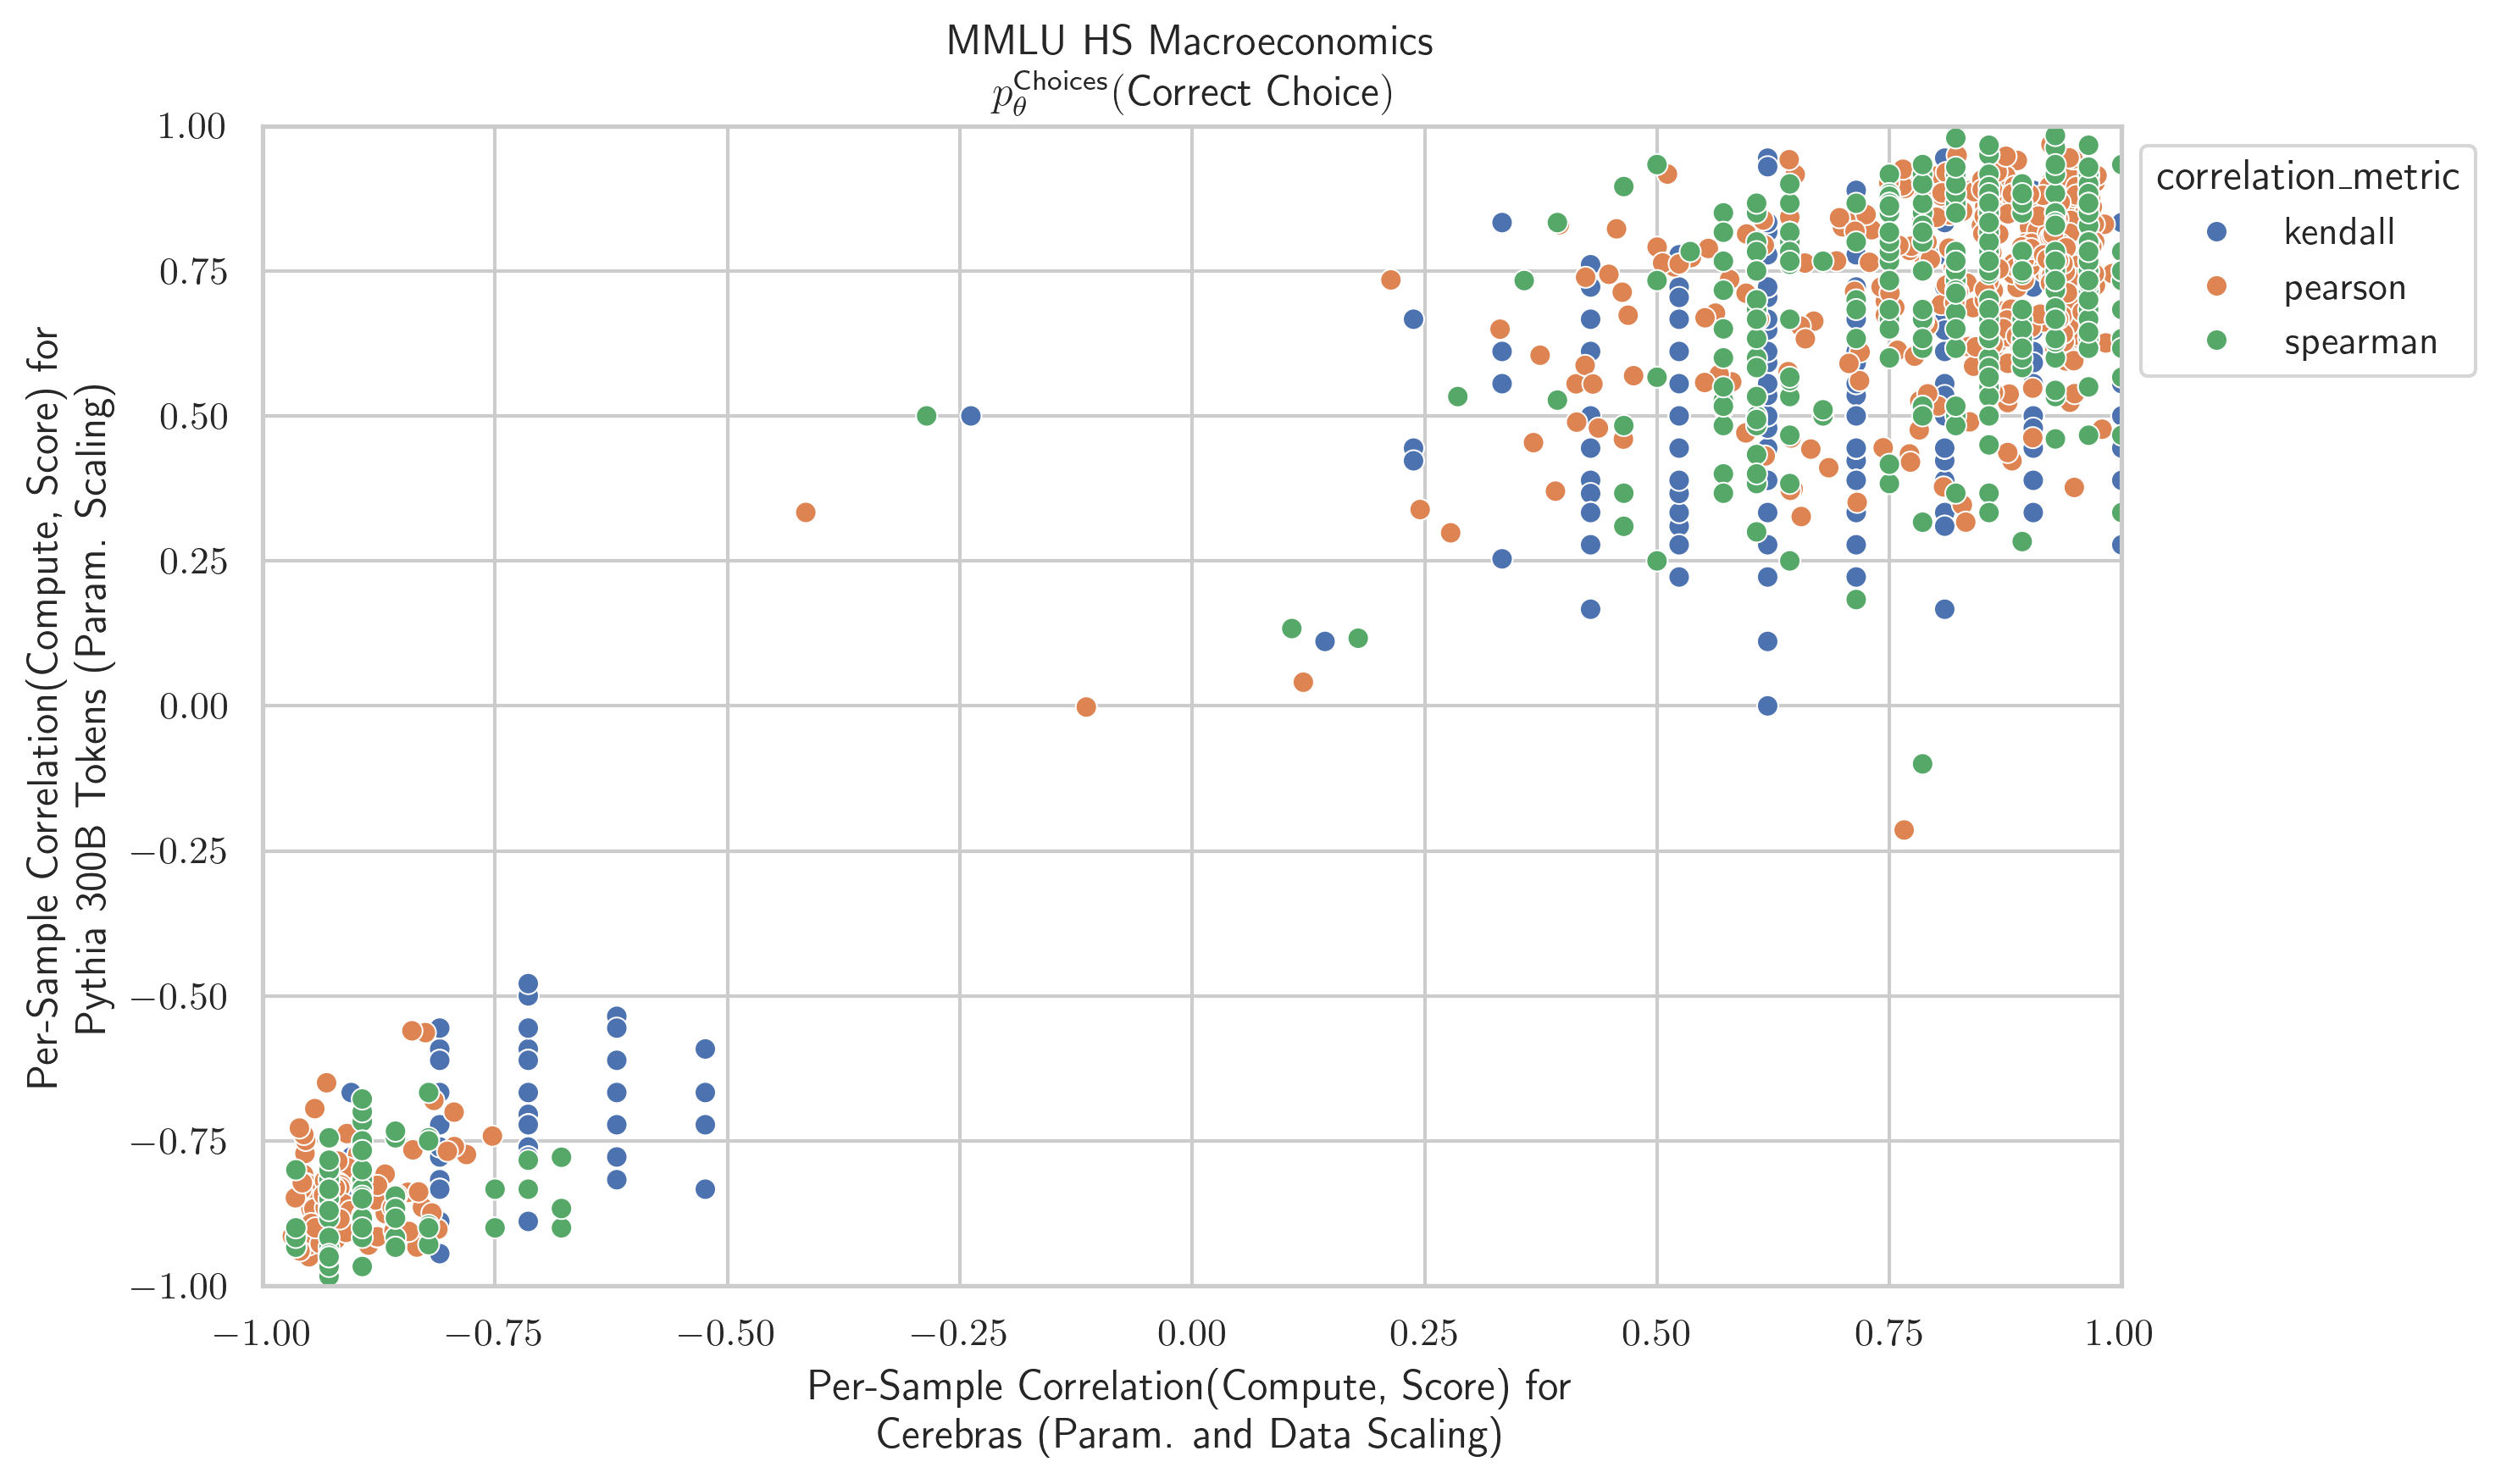 MMLU HS Macroeconomics
p_θ^Choices(Correct Choice)
1.00
0.75
0.50
0.25
0.00
−0.25
−0.50
−0.75
−1.00
Per-Sample Correlation(Compute, Score) for
Pythia 300B Tokens (Param. Scaling)
−1.00 −0.75 −0.50 −0.25 0.00 0.25 0.50 0.75 1.00
Per-Sample Correlation(Compute, Score) for
Cerebras (Param. and Data Scaling)
correlation_metric
kendall
pearson
spearman